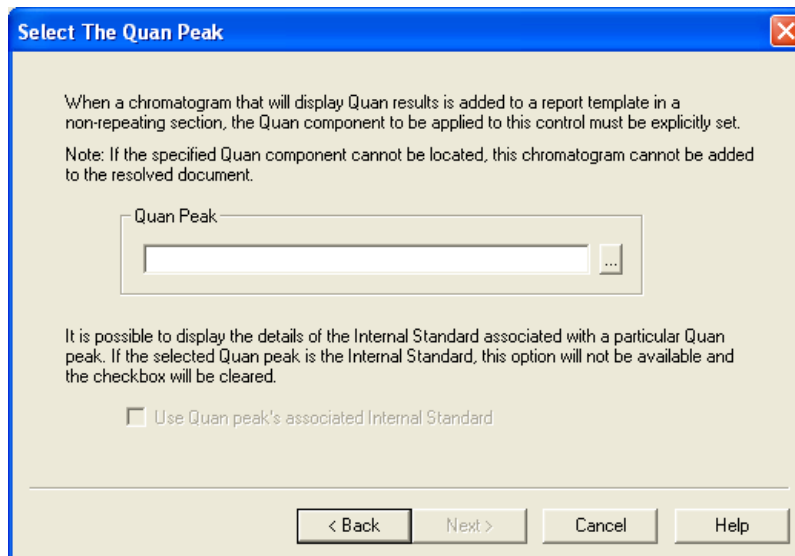 Select The Quan Peak
When a chromatogram that will display Quan results is added to a report template in a
non-repeating section, the Quan component to be applied to this control must be explicitly set.
Note: If the specified Quan component cannot be located, this chromatogram cannot be added
to the resolved document.
Quan Peak
...
It is possible to display the details of the Internal Standard associated with a particular Quan
peak. If the selected Quan peak is the Internal Standard, this option will not be available and
the checkbox will be cleared.
Use Quan peak's associated Internal Standard
< Back Next > Cancel Help